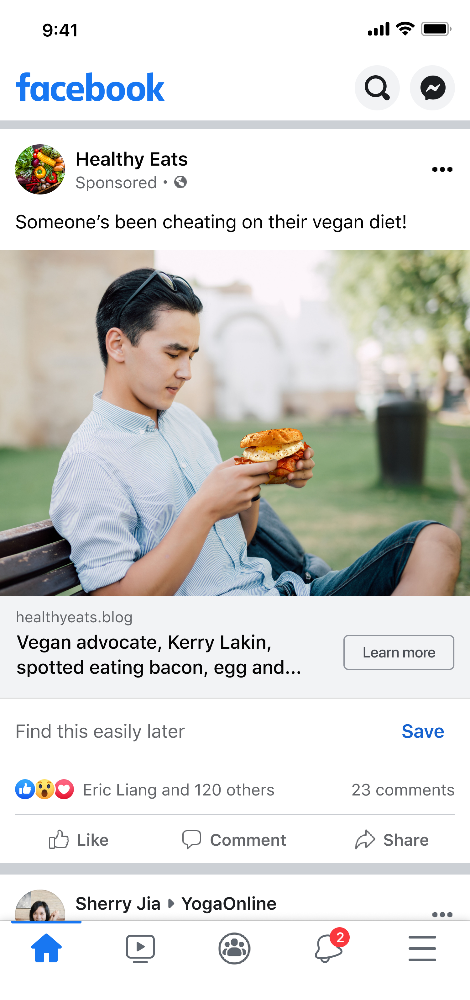 9:41
facebook
Healthy Eats
Sponsored •
Someone’s been cheating on their vegan diet!
healthyeats.blog
Vegan advocate, Kerry Lakin,
spotted eating bacon, egg and...
Learn more
Find this easily later
Save
Eric Liang and 120 others
23 comments
Like
Comment
Share
Sherry Jia
YogaOnline
2